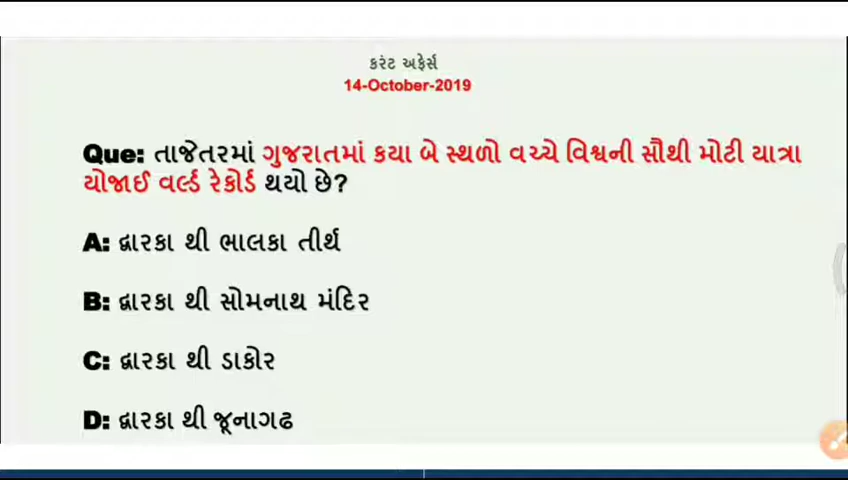 કરંટ અફેર્સ
14-October-2019
Que: તાજેતરમાં ગુજરાતમાં કયા બે સ્થળો વચ્ચે વિશ્વની સૌથી મોટી યાત્રા
યોજાઈ વર્લ્ડ રેકોર્ડ થયો છે?
A: દ્વારકા થી ભાલકા તીર્થ
B: દ્વારકા થી સોમનાથ મંદિર
C: દ્વારકા થી ડાકોર
D: દ્વારકા થી જૂનાગઢ